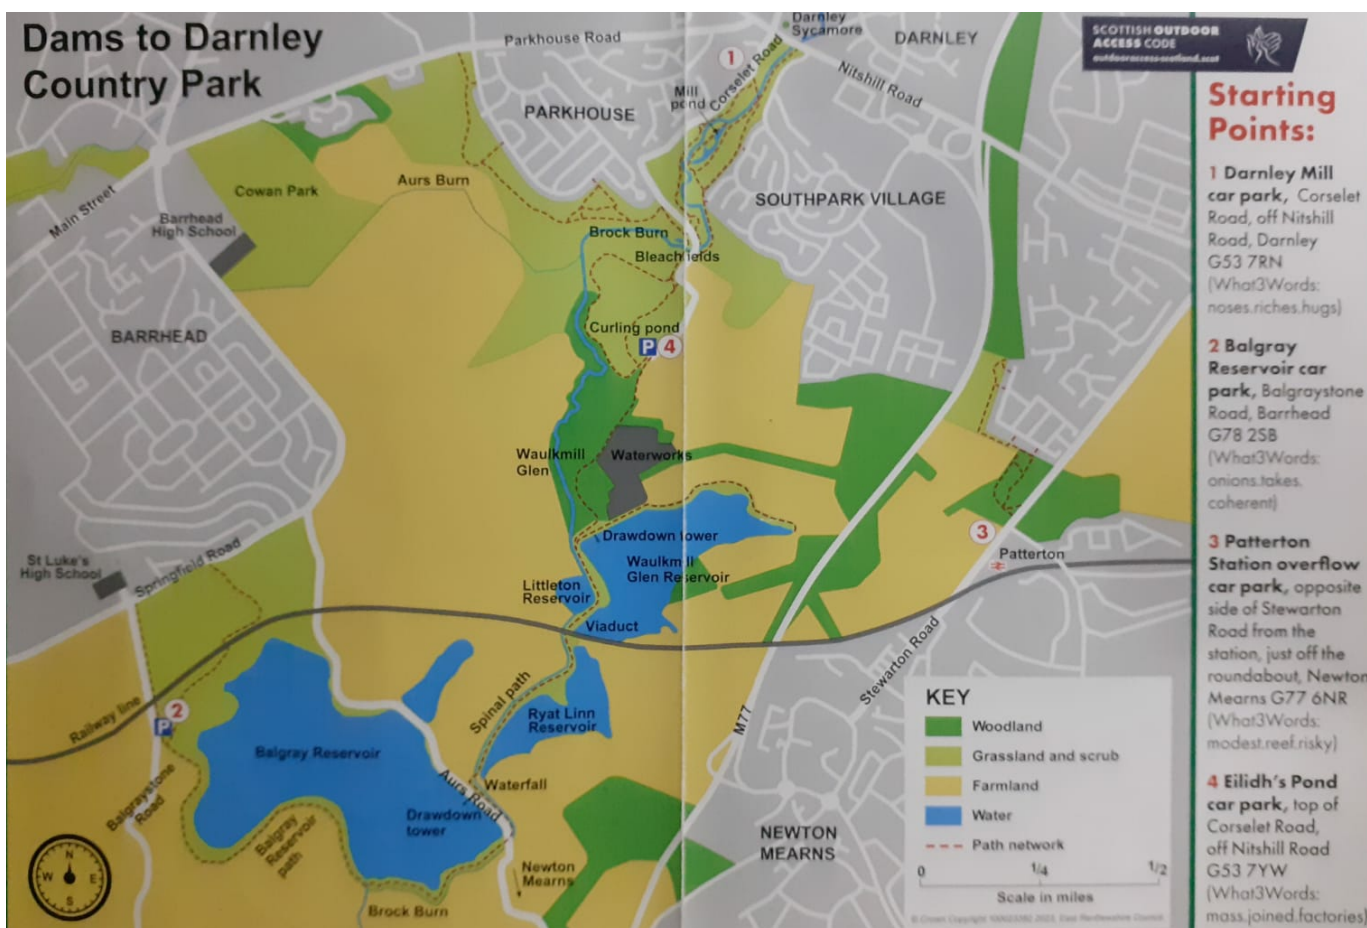 Dams to Darnley
Country Park
Parkhouse Road
Darnley
Sycamore
DARNLEY
1
Corselet Road
Nitshill Road
Mill
pond
PARKHOUSE
Main Street
Cowan Park
Aurs Burn
Barrhead
High School
SOUTHPARK VILLAGE
Brock Burn
Bleachfields
BARRHEAD
Curling pond
P 4
Waulkmill
Glen
Waterworks
Drawdown tower
Waulkmill
Glen Reservoir
3
Patterton
St Luke's
High School
Springfield Road
Littleton
Reservoir
Viaduct
Stewarton Road
Spinal path
Railway line
2
P
Ryat Linn
Reservoir
M77
Balgray Reservoir
Waterfall
Aurs Road
Balgraystone
Road
Drawdown
tower
Balgray
Reservoir
path
NEWTON
MEARNS
Newton
Mearns
Brock Burn
N
W E
S
KEY
Woodland
Grassland and scrub
Farmland
Water
Path network
0 1/4 1/2
Scale in miles
SCOTTISH OUTDOOR
ACCESS CODE
outdooraccess-scotland.scot
Starting
Points:
1 Darnley Mill
car park, Corselet
Road, off Nitshill
Road, Darnley
G53 7RN
(What3Words:
noses.riches.hugs)
2 Balgray
Reservoir car
park, Balgraystone
Road, Barrhead
G78 2SB
(What3Words:
onions.takes.
coherent)
3 Patterton
Station overflow
car park, opposite
side of Stewarton
Road from the
station, just off the
roundabout, Newton
Mearns G77 6NR
(What3Words:
modest.reef.risky)
4 Eilidh's Pond
car park, top of
Corselet Road,
off Nitshill Road
G53 7YW
(What3Words:
mass.joined.factories)